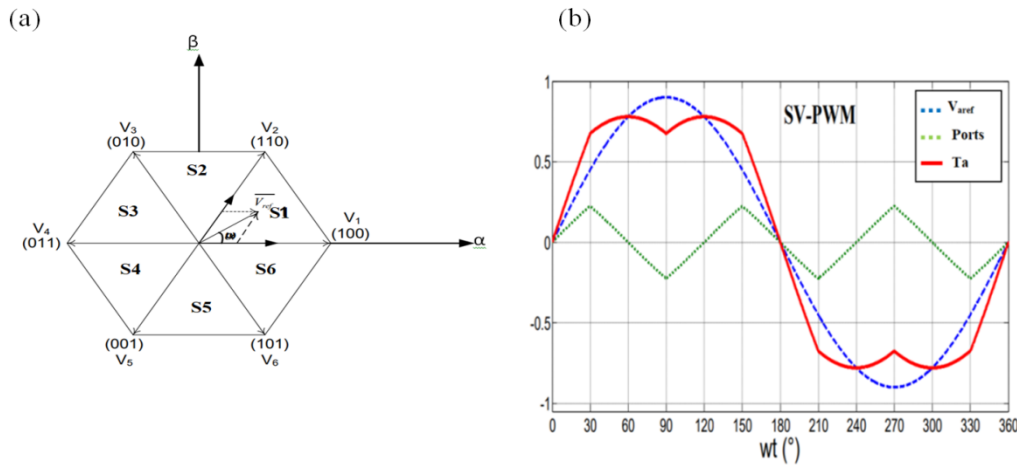 (a)
β
V3
(010)
V2
(110)
S2
Vref
S1
S3
V4
(011)
V1
(100)
α
S4
S6
S5
(001)
V5
(101)
V6
(b)
SV-PWM
Varef
Ports
Ta
1
0.5
0
-0.5
-1
0 30 60 90 120 150 180 210 240 270 300 330 360
wt (°)